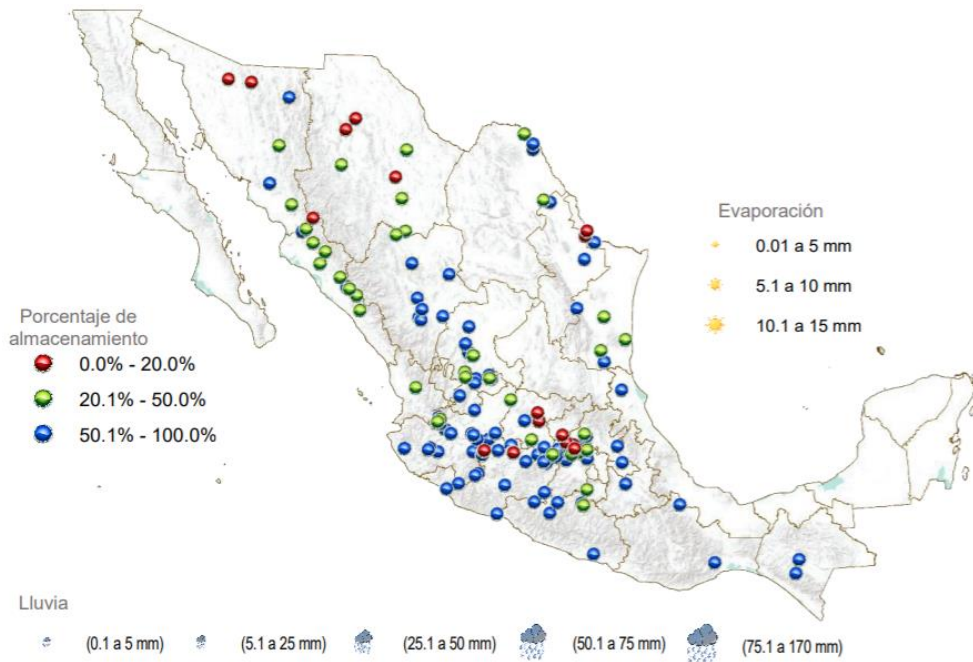 Evaporación
0.01 a 5 mm
5.1 a 10 mm
10.1 a 15 mm
Porcentaje de
almacenamiento
0.0% - 20.0%
20.1% - 50.0%
50.1% - 100.0%
Lluvia
(0.1 a 5 mm)
(5.1 a 25 mm)
(25.1 a 50 mm)
(50.1 a 75 mm)
(75.1 a 170 mm)